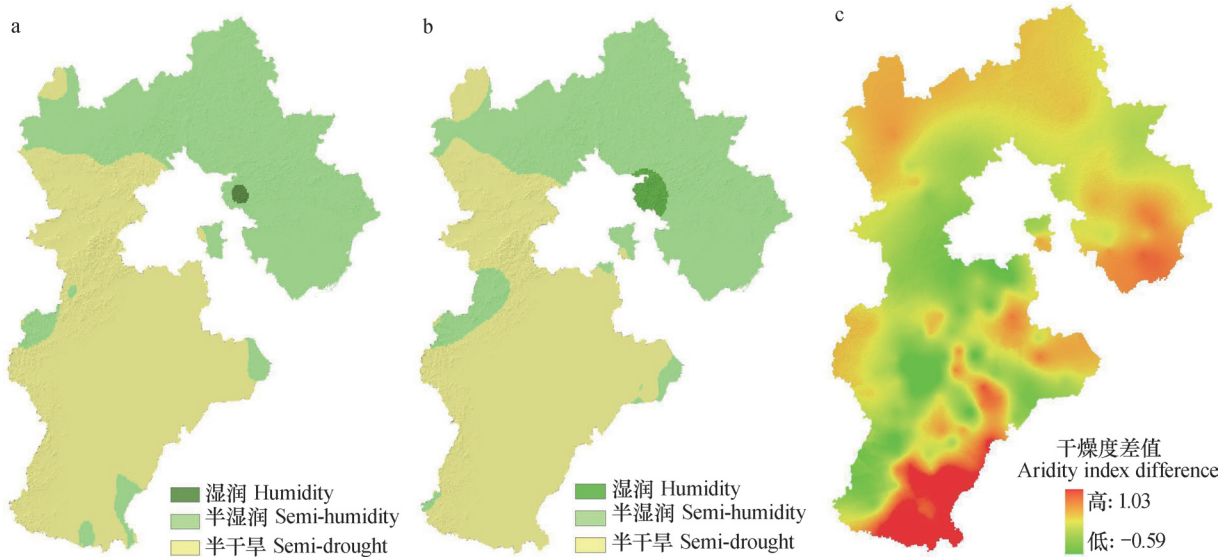 a
b
c
湿润 Humidity
半湿润 Semi-humidity
半干旱 Semi-drought
湿润 Humidity
半湿润 Semi-humidity
半干旱 Semi-drought
干燥度差值
Aridity index difference
高: 1.03
低: −0.59